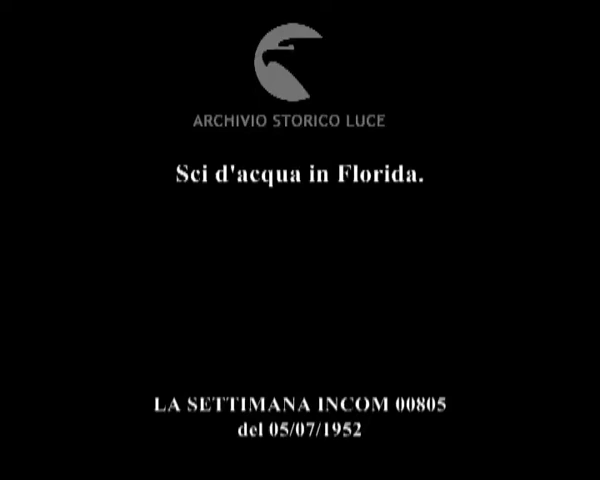 ARCHIVIO STORICO LUCE
Sci d'acqua in Florida.
LA SETTIMANA INCOM 00805
del 05/07/1952